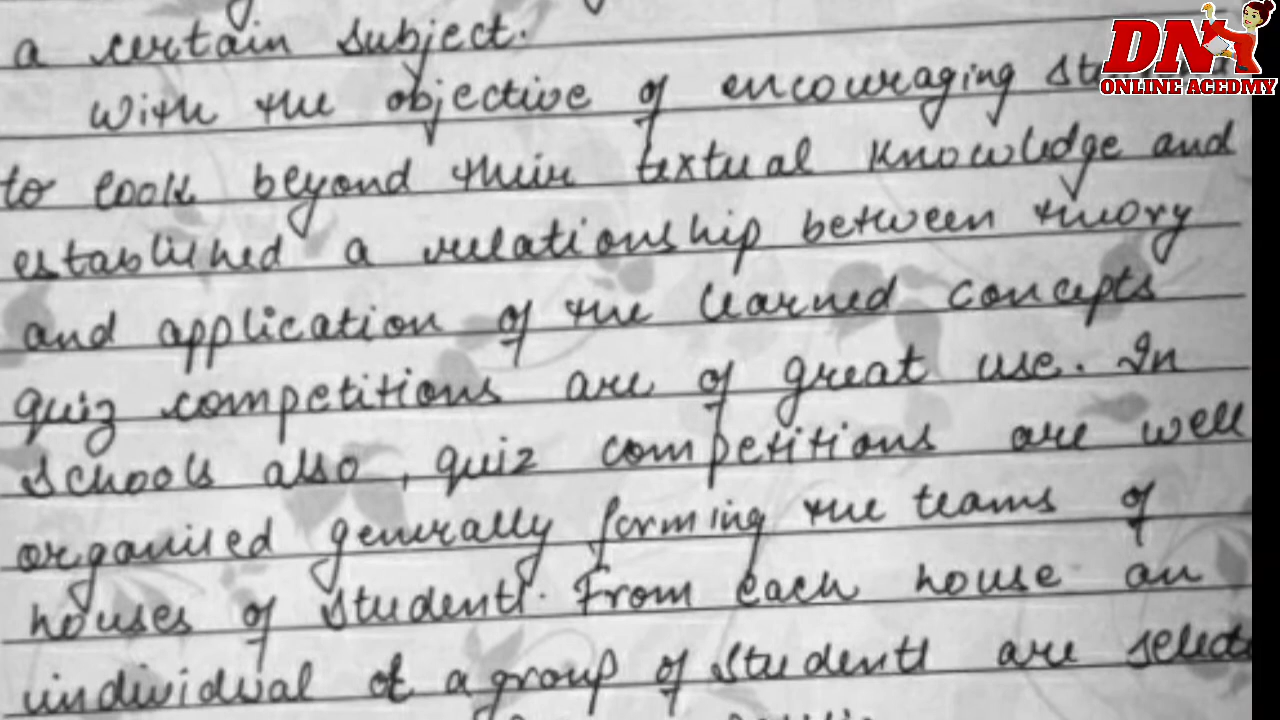 a certain subject.
with the objective of encouraging
to look beyond their textual knowledge and
established a relationship between theory
and application of the learned concepts
quiz competitions are of great use. In
schools also, quiz competitions are well
organised generally forming the teams of
houses of students. From each house an
individual of a group of students are select
DN
ONLINE ACEDMY